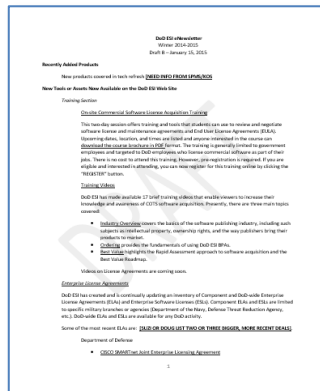 DoD ESI eNewsletter
Winter 2014-2015
Draft B – January 15, 2015
Recently Added Products
New products covered in tech refresh [NEED INFO FROM SPMS/KOS
New Tools or Assets Now Available on the DoD ESI Web Site
Training Section
On-site Commercial Software License Acquisition Training:
This two-day session offers training and tools that students can use to review and negotiate
software license and maintenance agreements and End User License Agreements (EULA).
Upcoming dates, location, and times are listed and anyone interested in the course can
download the course brochure in PDF format. The training is generally limited to government
employees and targeted to DoD employees who license commercial software as part of their
jobs. There is no cost to attend this training. However, pre-registration is required. If you are
eligible and interested in attending, you can now register for this training online by clicking the
"REGISTER" button.
Training Videos
DoD ESI has made available 17 brief training videos that enable viewers to increase their
knowledge and awareness of COTS software acquisition. Presently, there are three main topics
covered:
• Industry Overview covers the basics of the software publishing industry, including such
subjects as intellectual property, ownership rights, and the way publishers bring their
products to market.
• Ordering provides the fundamentals of using DoD ESI BPAs.
• Best Value highlights the Rapid Assessment approach to software acquisition and the
Best Value Roadmap.
Videos on License Agreements are coming soon.
Enterprise License Agreements
DoD ESI has created and is continually updating an inventory of Component and DoD-wide Enterprise
License Agreements (ELAs) and Enterprise Software Licenses (ESLs). Component ELAs and ESLs are limited
to specific military branches or agencies (Department of the Navy, Defense Threat Reduction Agency,
etc.). DoD-wide ELAs and ESLs are available for any DoD activity.
Some of the most recent ELAs are: [SUZI OR DOUG LIST TWO OR THREE BIGGER, MORE RECENT DEALS].
Department of Defense
• CISCO SMARTnet Joint Enterprise Licensing Agreement
1
DRAFT